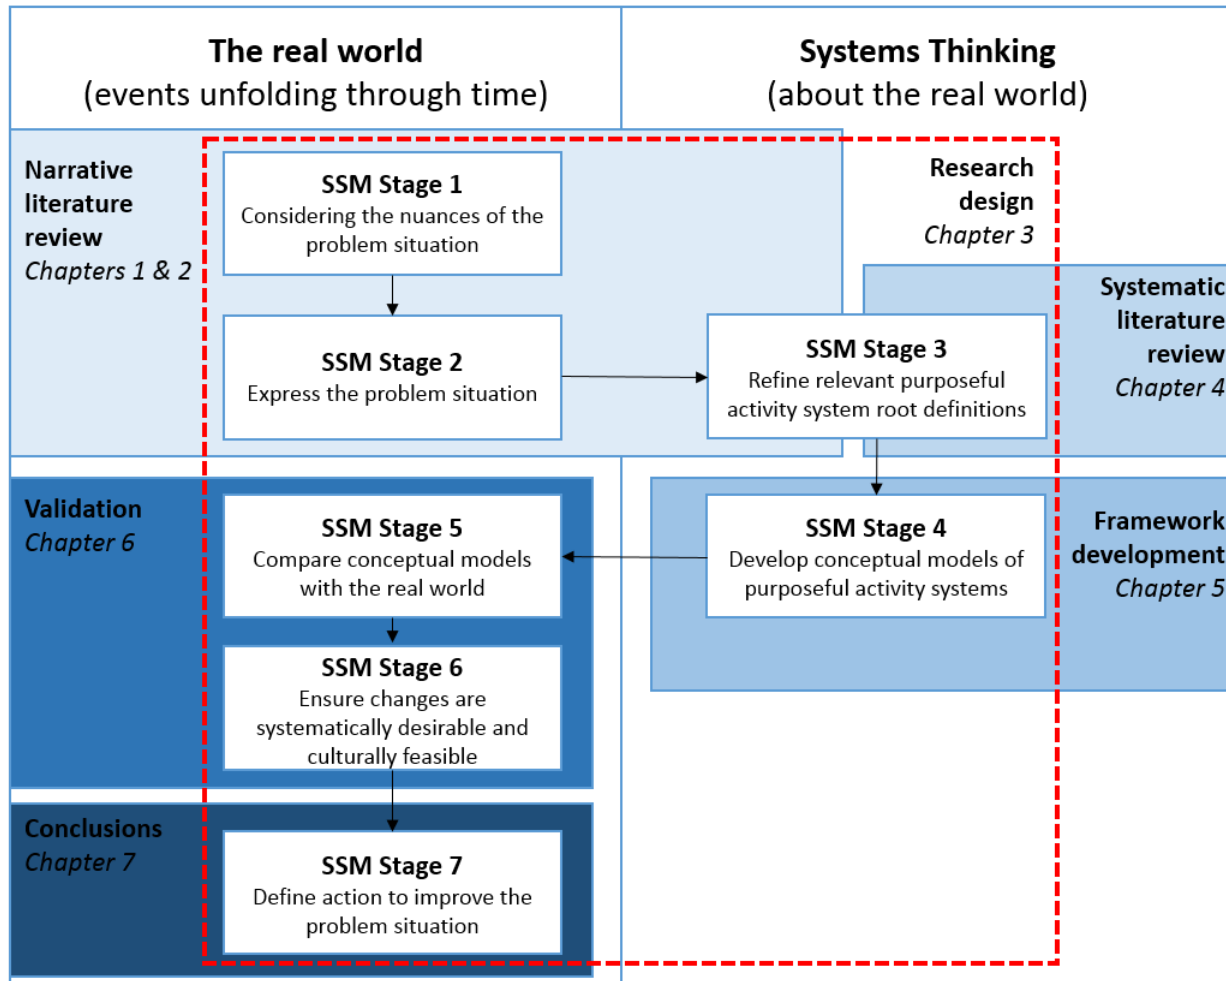 The real world
(events unfolding through time)
Systems Thinking
(about the real world)
Narrative
literature
review
Chapters 1 & 2
SSM Stage 1
Considering the nuances of the
problem situation
Research
design
Chapter 3
SSM Stage 2
Express the problem situation
SSM Stage 3
Refine relevant purposeful
activity system root definitions
Systematic
literature
review
Chapter 4
Validation
Chapter 6
SSM Stage 5
Compare conceptual models
with the real world
SSM Stage 4
Develop conceptual models of
purposeful activity systems
Framework
development
Chapter 5
SSM Stage 6
Ensure changes are
systematically desirable and
culturally feasible
Conclusions
Chapter 7
SSM Stage 7
Define action to improve the
problem situation